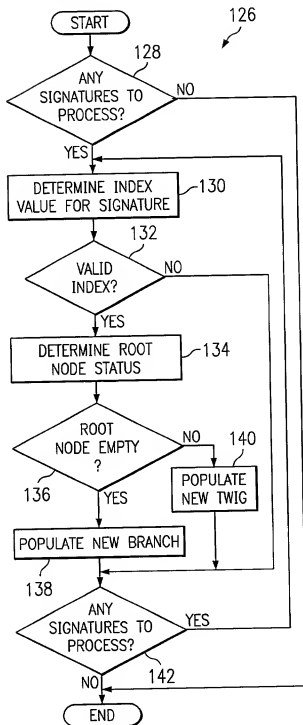 START
126
128
ANY
SIGNATURES TO
PROCESS?
NO
YES
DETERMINE INDEX
VALUE FOR SIGNATURE
130
132
VALID
INDEX?
NO
YES
DETERMINE ROOT
NODE STATUS
134
ROOT
NODE EMPTY
?
NO
140
136
YES
POPULATE
NEW TWIG
POPULATE NEW BRANCH
138
ANY
SIGNATURES TO
PROCESS?
YES
NO
142
END